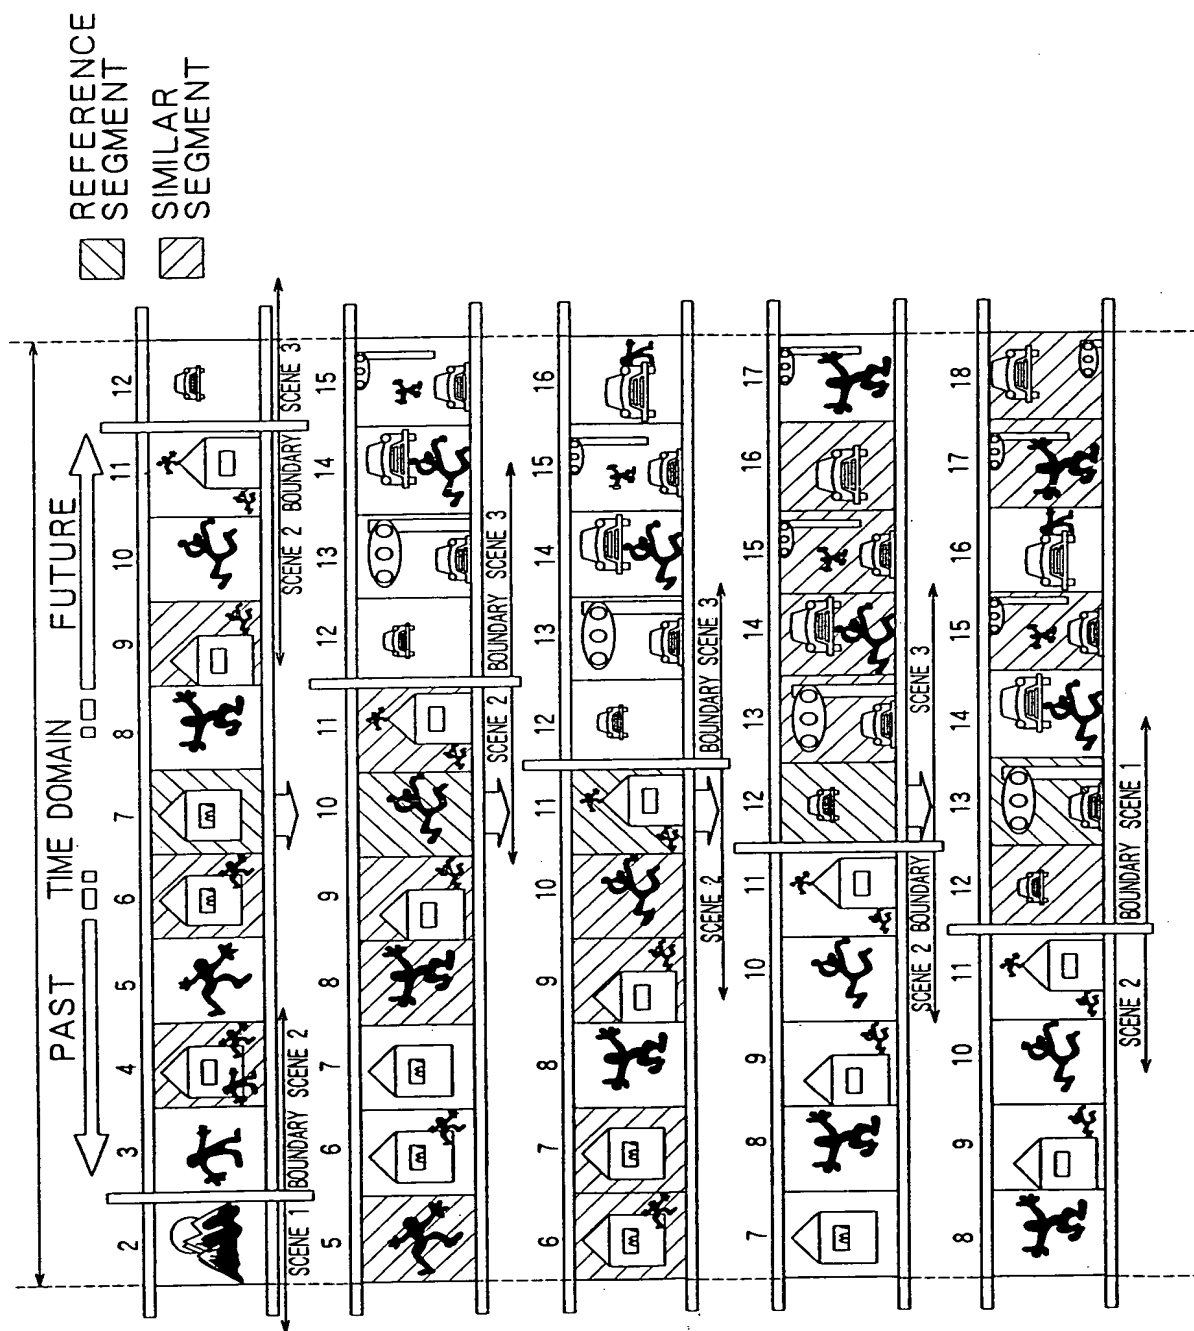 REFERENCE
SEGMENT
SIMILAR
SEGMENT
PAST TIME DOMAIN FUTURE
2 3 4 5 6 7 8 9 10 11 12
W W
SCENE 1 BOUNDARY SCENE 2 SCENE 2 BOUNDARY SCENE 3
5 6 7 8 9 10 11 12 13 14 15
W W
SCENE 2 BOUNDARY SCENE 3
6 7 8 9 10 11 12 13 14 15 16
W W
SCENE 2 BOUNDARY SCENE 3
7 8 9 10 11 12 13 14 15 16 17
W
SCENE 2 BOUNDARY SCENE 3
8 9 10 11 12 13 14 15 16 17 18
SCENE 2 BOUNDARY SCENE 1